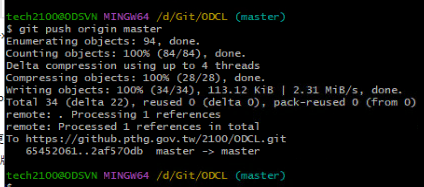 tech2100@ODSVN MINGW64 /d/Git/ODCL (master)
$ git push origin master
Enumerating objects: 94, done.
Counting objects: 100% (84/84), done.
Delta compression using up to 4 threads
Compressing objects: 100% (28/28), done.
Writing objects: 100% (34/34), 113.12 KiB | 2.31 MiB/s, done.
Total 34 (delta 22), reused 0 (delta 0), pack-reused 0 (from 0)
remote: . Processing 1 references
remote: Processed 1 references in total
To https://github.pthg.gov.tw/2100/ODCL.git
   65452061..2af570db  master -> master
tech2100@ODSVN MINGW64 /d/Git/ODCL (master)